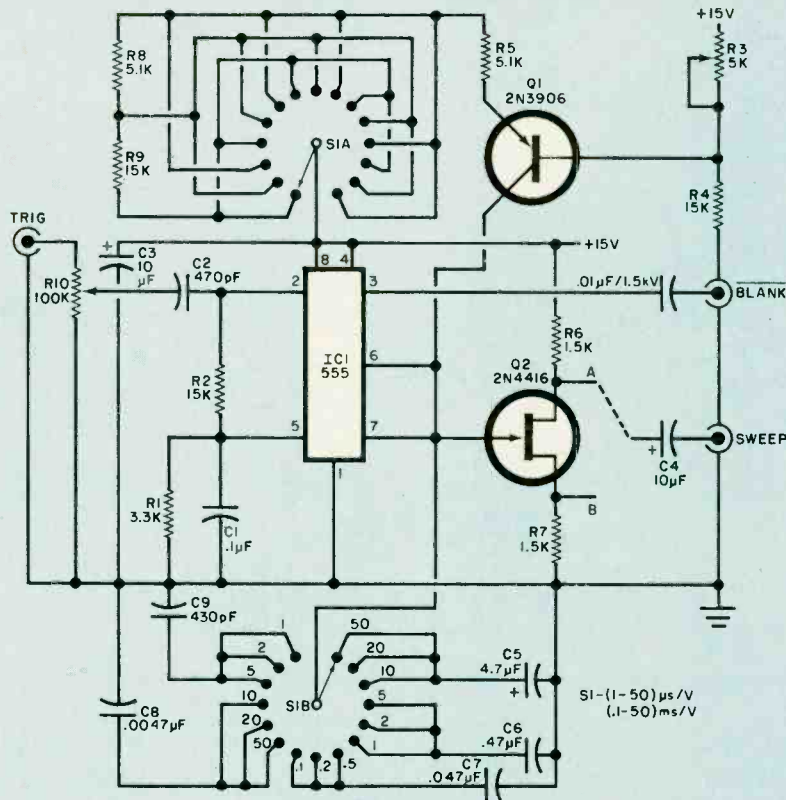 +15V
R8
5.1K
R5
5.1K
R3
5K
Q1
2N3906
S1A
R9
15K
R4
15K
TRIG
C3
10
µF
+
C2
470pF
+15V
R10
100K
8 4
2
3
.01µF/1.5kV
BLANK
R6
1.5K
IC1
555
6
Q2
2N4416
A
R2
15K
5
7
+
C4
10µF
SWEEP
1
B
R1
3.3K
C1
.1µF
R7
1.5K
C9
430pF
1
2
5
10
20
50
50
20
10
5
2
1
.1 .2 .5
S1B
C5
4.7µF
+
C8
.0047µF
C6
.47µF
C7
.047µF
S1-(1-50)µs/V
(.1-50)ms/V